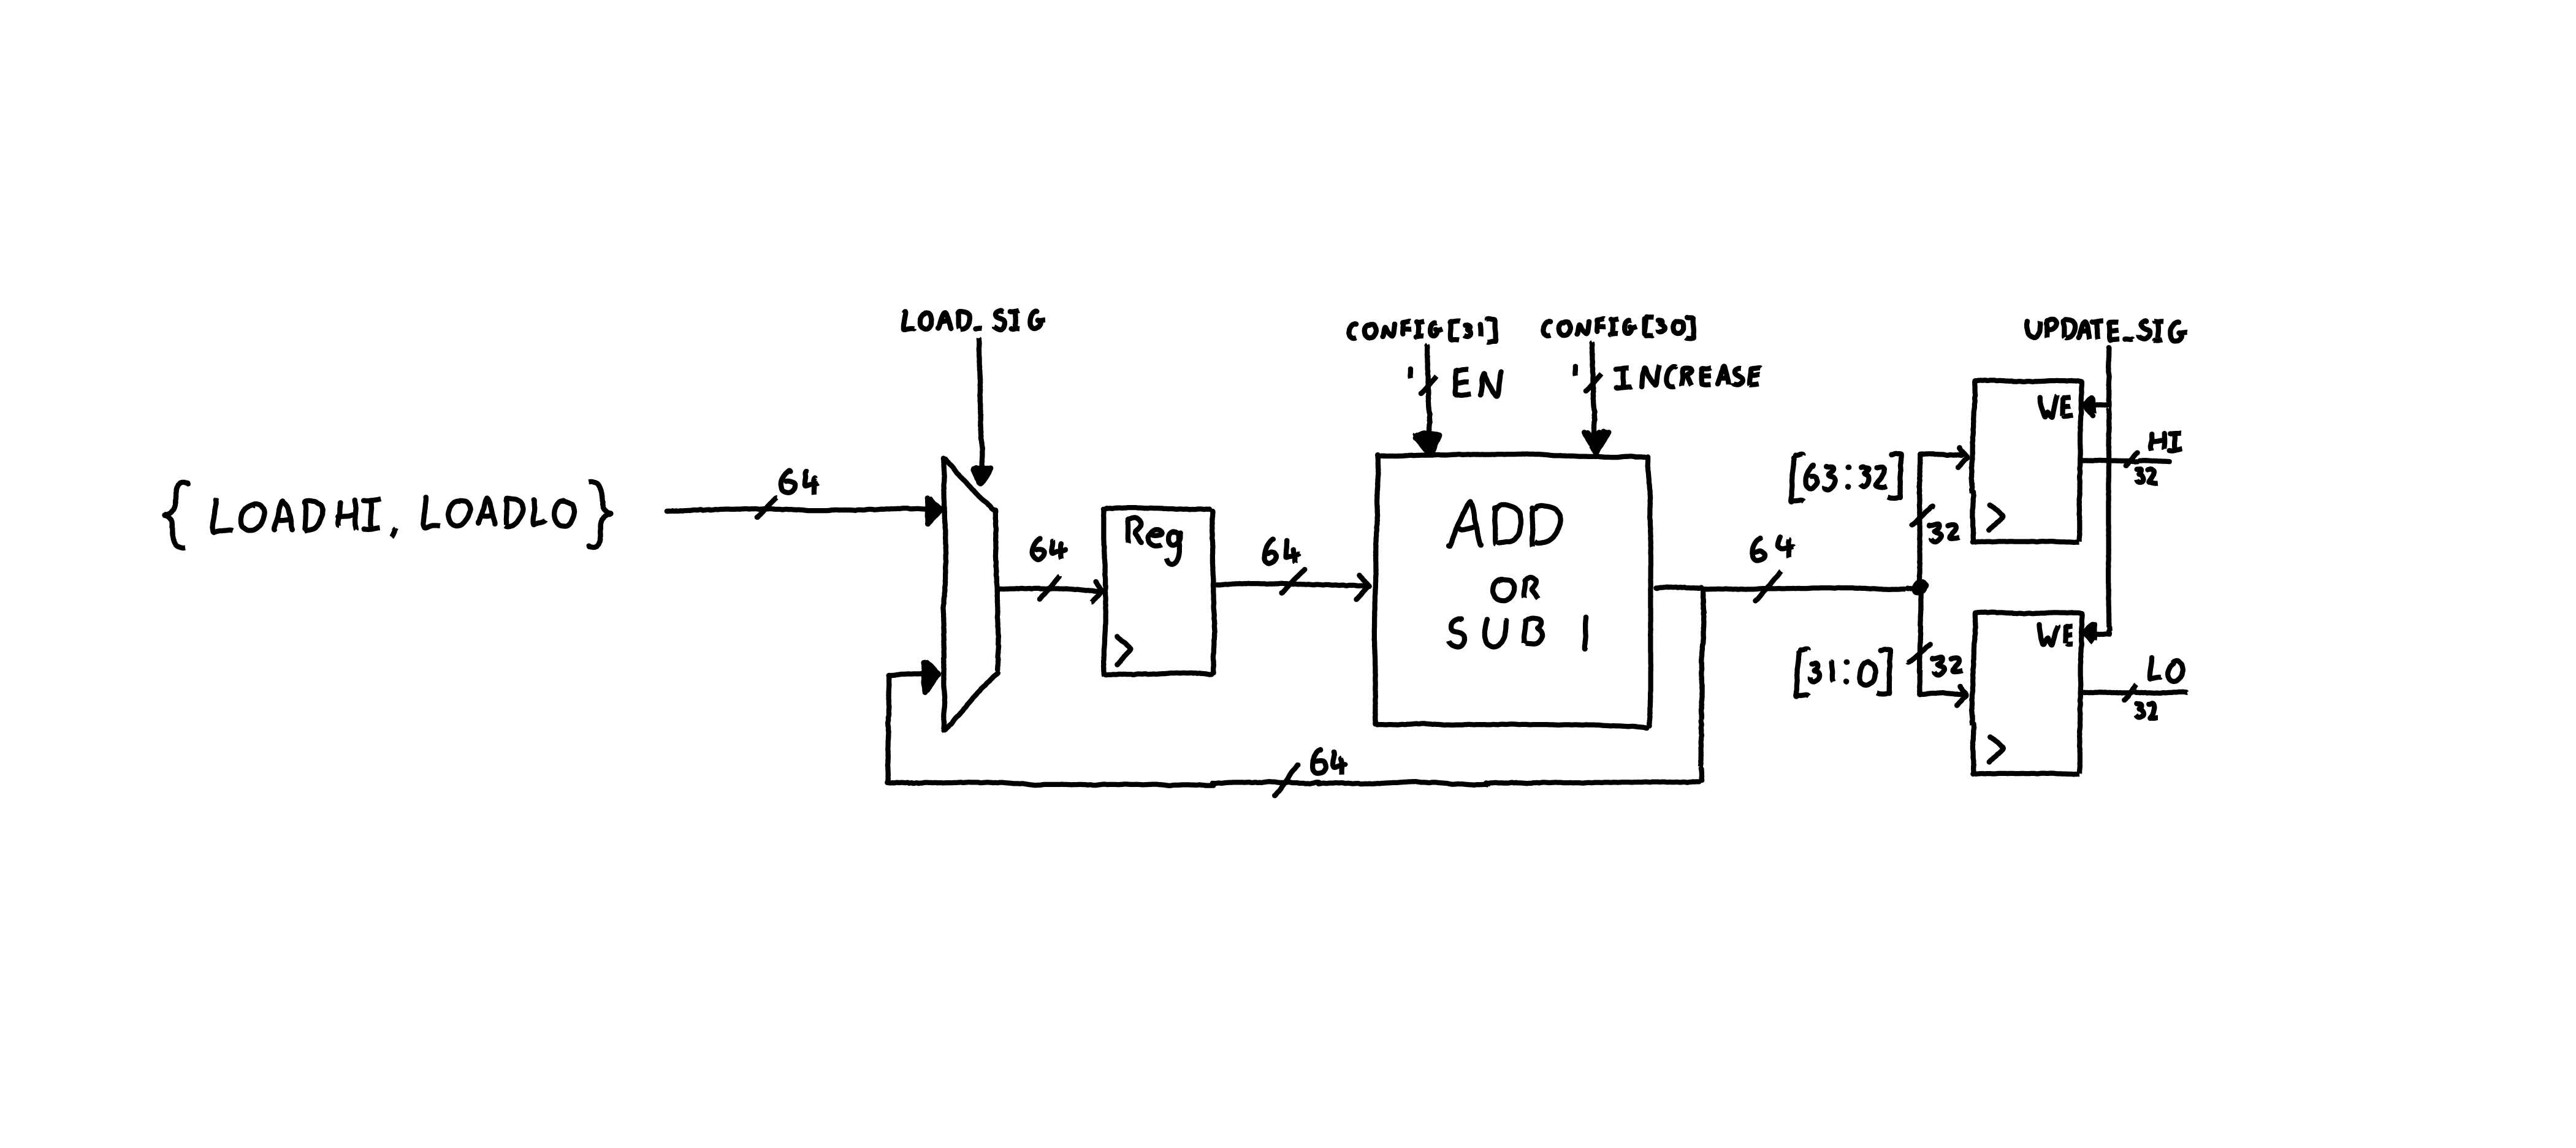 LOAD_SIG
CONFIG[31]
CONFIG[30]
UPDATE_SIG
1 EN
1 INCREASE
WE
HI
32
{ LOADHI, LOADLO }
64
64
Reg
64
ADD
OR
SUB 1
64
[63:32]
32
[31:0]
32
WE
LO
32
64